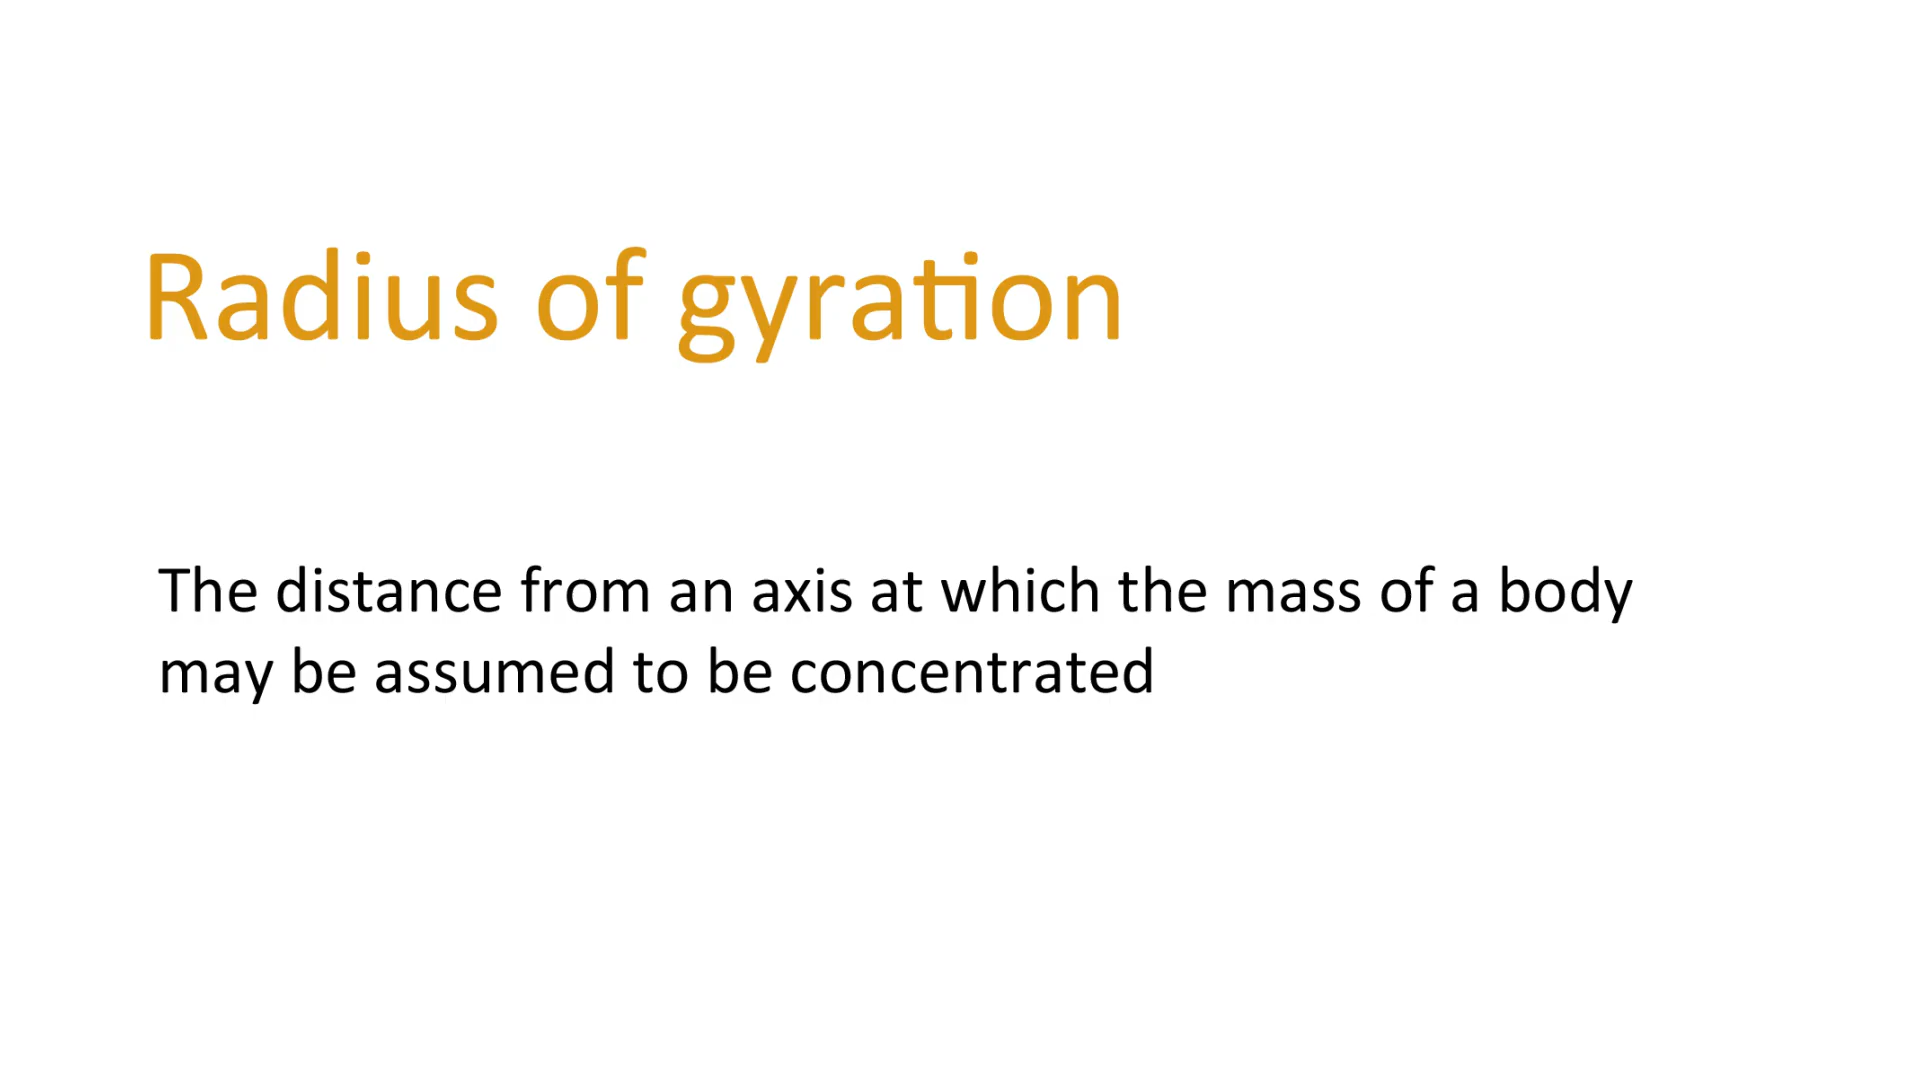 Radius of gyration
The distance from an axis at which the mass of a body
may be assumed to be concentrated